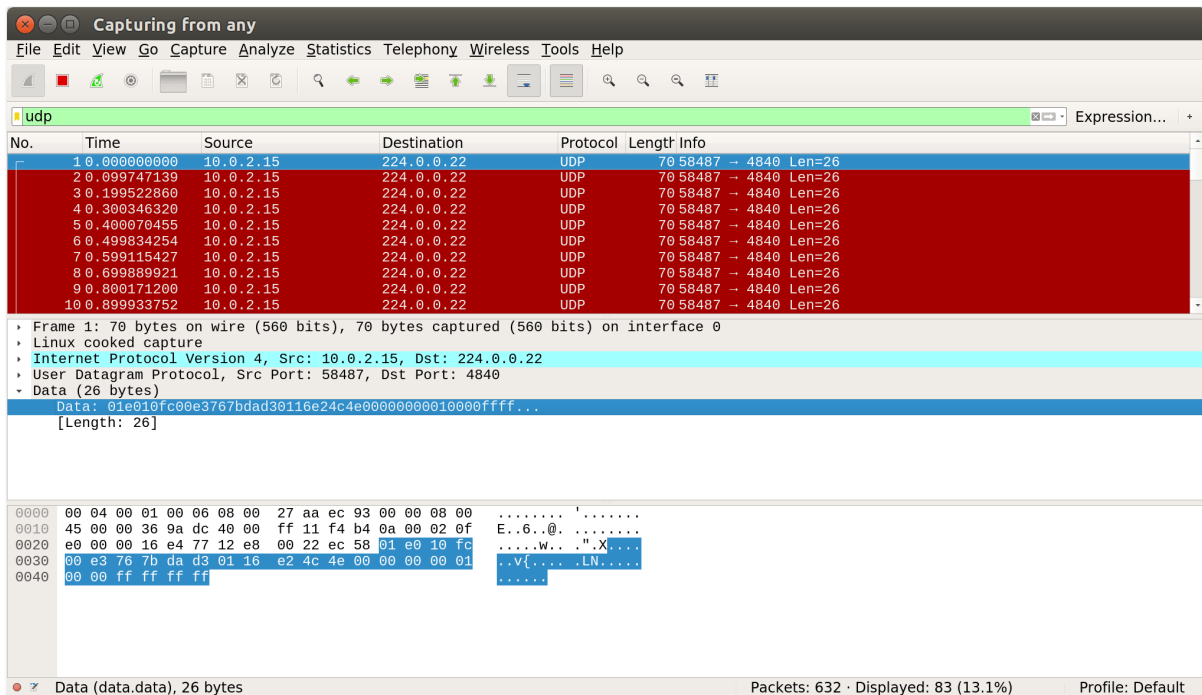 Capturing from any
File Edit View Go Capture Analyze Statistics Telephony Wireless Tools Help
udp Expression... +
No. Time Source Destination Protocol Length Info
1 0.000000000 10.0.2.15 224.0.0.22 UDP 70 58487 → 4840 Len=26
2 0.099747139 10.0.2.15 224.0.0.22 UDP 70 58487 → 4840 Len=26
3 0.199522860 10.0.2.15 224.0.0.22 UDP 70 58487 → 4840 Len=26
4 0.300346320 10.0.2.15 224.0.0.22 UDP 70 58487 → 4840 Len=26
5 0.400070455 10.0.2.15 224.0.0.22 UDP 70 58487 → 4840 Len=26
6 0.499834254 10.0.2.15 224.0.0.22 UDP 70 58487 → 4840 Len=26
7 0.599115427 10.0.2.15 224.0.0.22 UDP 70 58487 → 4840 Len=26
8 0.699889921 10.0.2.15 224.0.0.22 UDP 70 58487 → 4840 Len=26
9 0.800171200 10.0.2.15 224.0.0.22 UDP 70 58487 → 4840 Len=26
10 0.899933752 10.0.2.15 224.0.0.22 UDP 70 58487 → 4840 Len=26
Frame 1: 70 bytes on wire (560 bits), 70 bytes captured (560 bits) on interface 0
Linux cooked capture
Internet Protocol Version 4, Src: 10.0.2.15, Dst: 224.0.0.22
User Datagram Protocol, Src Port: 58487, Dst Port: 4840
Data (26 bytes)
Data: 01e010fc00e3767bdad30116e24c4e00000000010000ffff...
[Length: 26]
0000 00 04 00 01 00 06 08 00 27 aa ec 93 00 00 08 00 ........ '.......
0010 45 00 00 36 9a dc 40 00 ff 11 f4 b4 0a 00 02 0f E..6..@. ........
0020 e0 00 00 16 e4 77 12 e8 00 22 ec 58 01 e0 10 fc .....w.. .".X....
0030 00 e3 76 7b da d3 01 16 e2 4c 4e 00 00 00 00 01 ..v{.... .LN.....
0040 00 00 ff ff ff ff ......
Data (data.data), 26 bytes Packets: 632 · Displayed: 83 (13.1%) Profile: Default